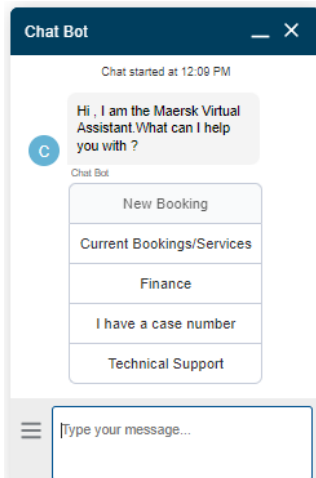 Chat Bot
Chat started at 12:09 PM
Hi , I am the Maersk Virtual
Assistant.What can I help
you with ?
C
Chat Bot
New Booking
Current Bookings/Services
Finance
I have a case number
Technical Support
Type your message...